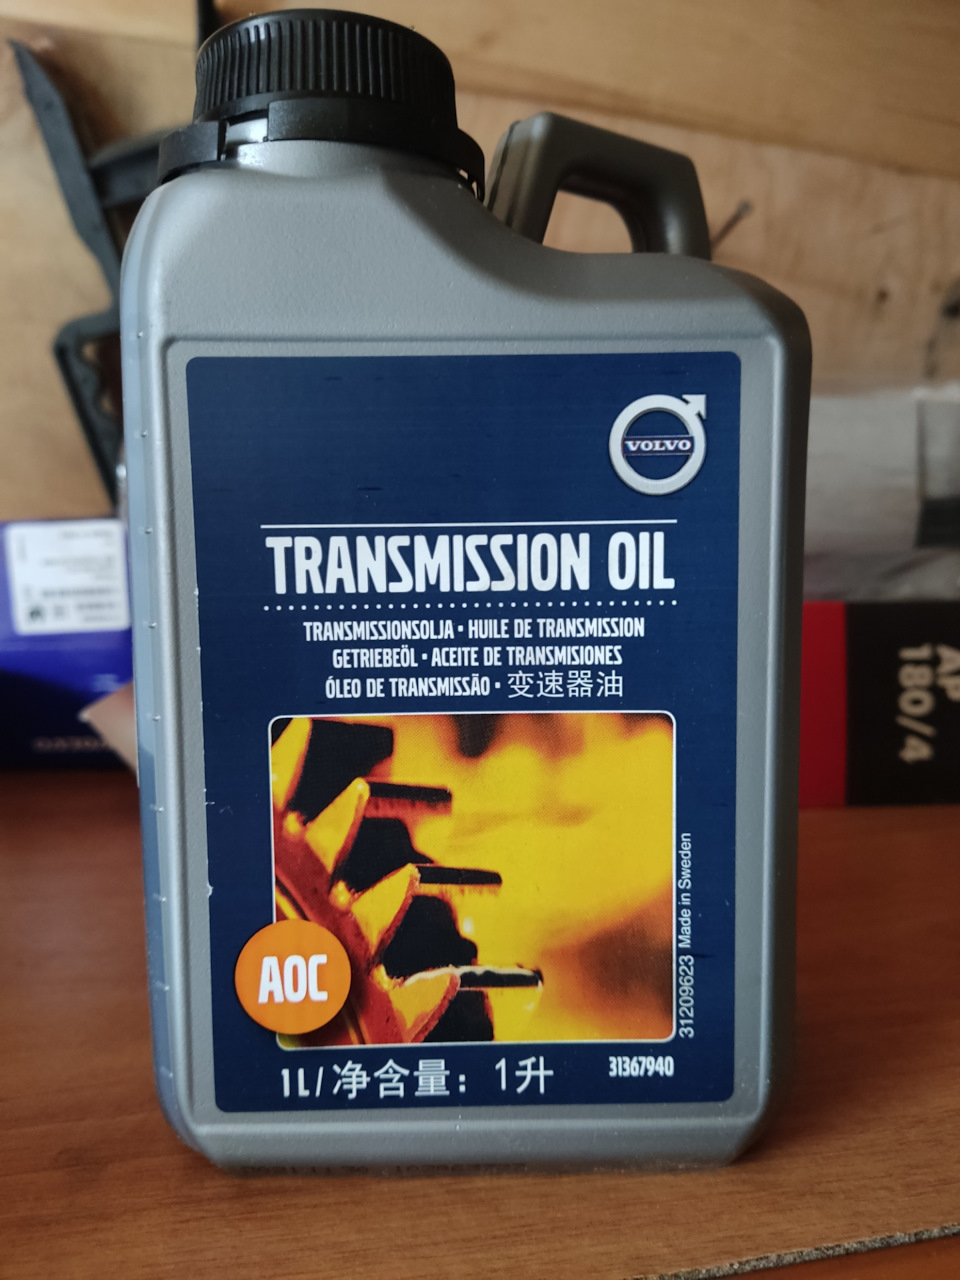 VOLVO
TRANSMISSION OIL
TRANSMISSIONSOLJA · HUILE DE TRANSMISSION
GETRIEBEÖL · ACEITE DE TRANSMISIONES
ÓLEO DE TRANSMISSÃO · 变速器油
31209623 Made in Sweden
AOC
1L/净含量：1升
31367940
AP
180/4